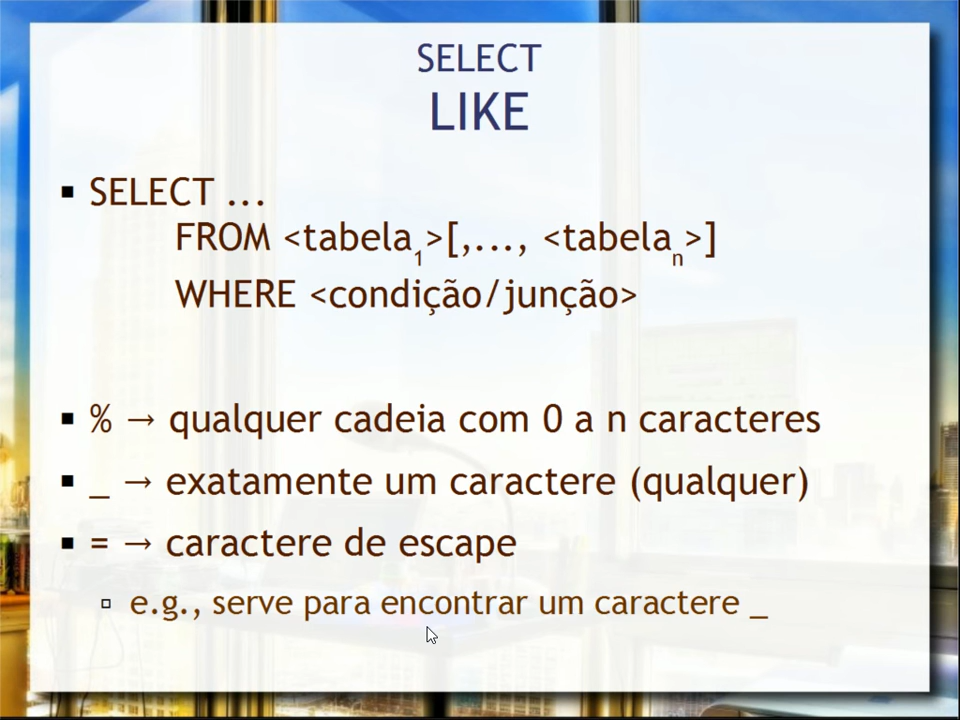 SELECT
LIKE
▪ SELECT ...
FROM <tabela1>[,..., <tabelan>]
WHERE <condição/junção>
▪ % → qualquer cadeia com 0 a n caracteres
▪ _ → exatamente um caractere (qualquer)
▪ = → caractere de escape
▫ e.g., serve para encontrar um caractere _